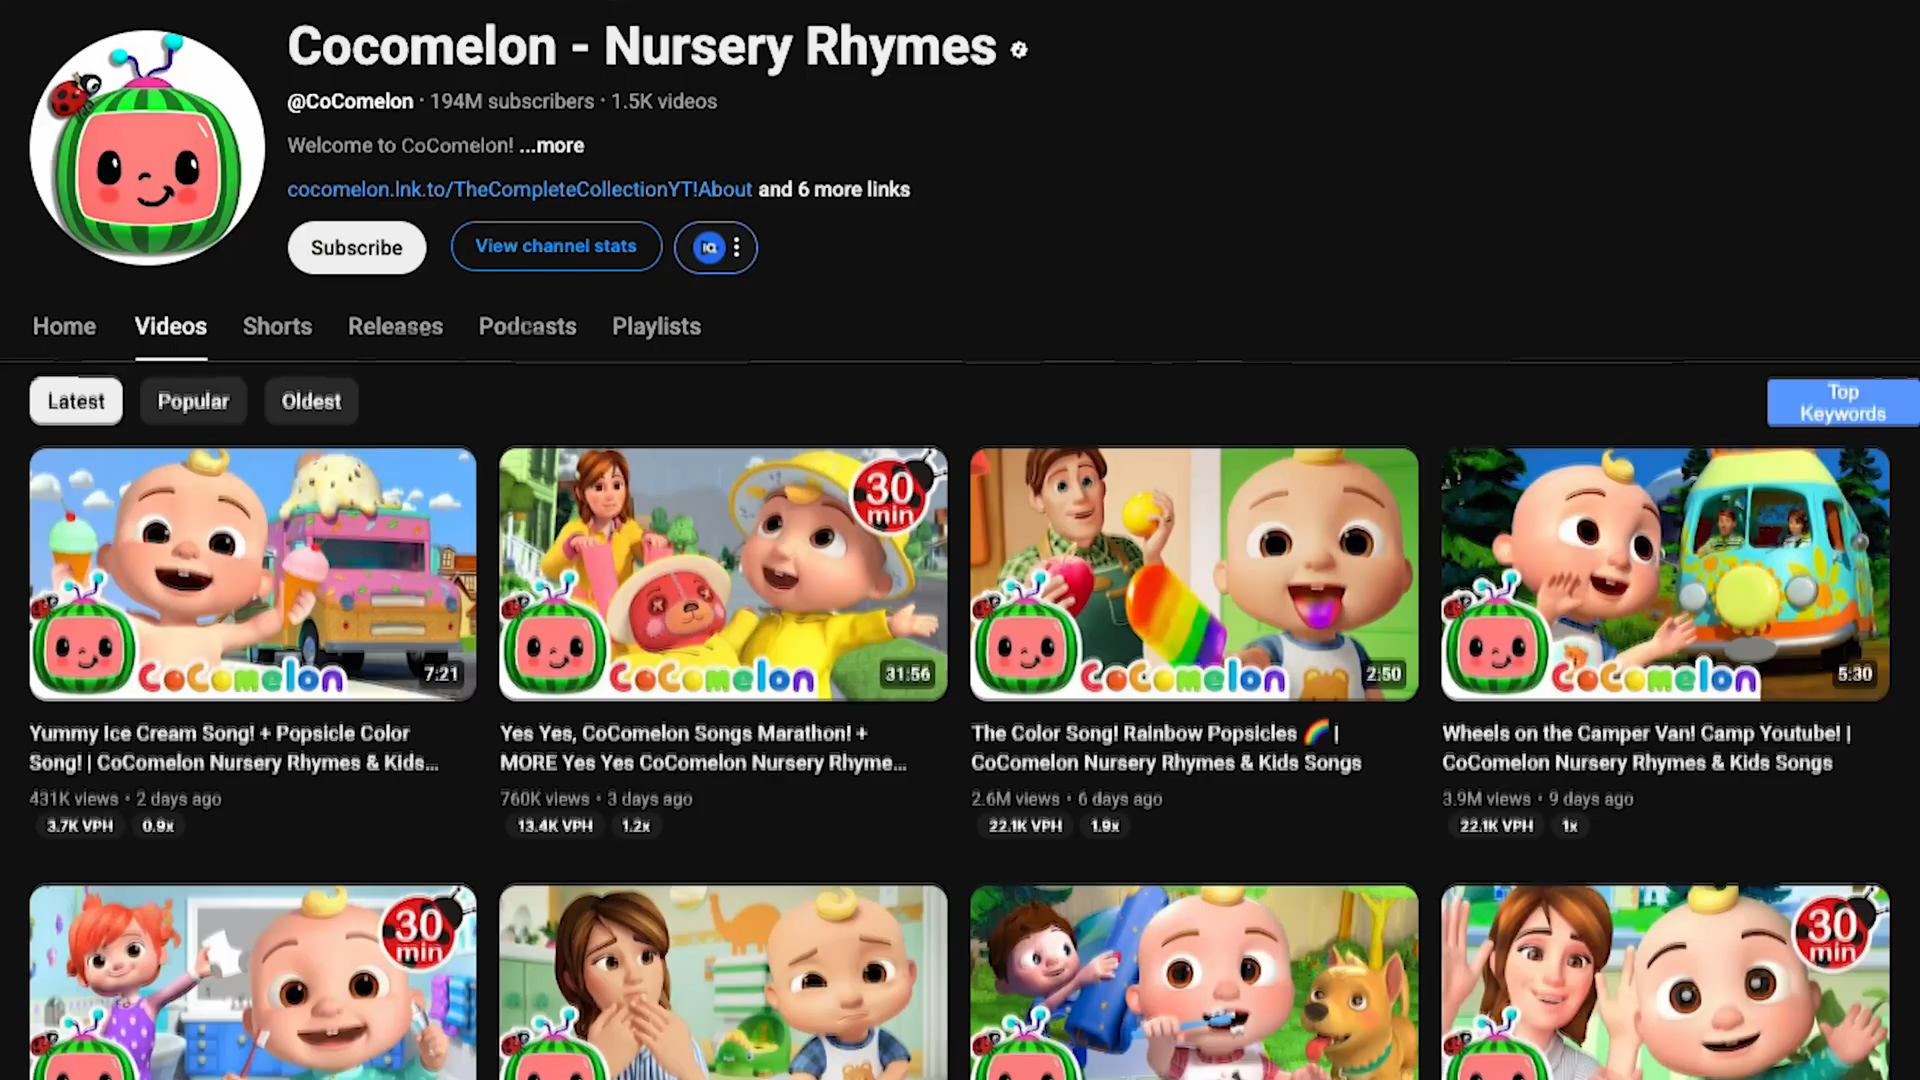 Cocomelon - Nursery Rhymes
@CoComelon · 194M subscribers · 1.5K videos
Welcome to CoComelon! ...more
cocomelon.lnk.to/TheCompleteCollectionYT!About and 6 more links
Subscribe
View channel stats
IQ
Home
Videos
Shorts
Releases
Podcasts
Playlists
Latest
Popular
Oldest
Top
Keywords
CoComelon
7:21
30
min
CoComelon
31:56
CoComelon
2:50
CoComelon
5:30
Yummy Ice Cream Song! + Popsicle Color
Song! | CoComelon Nursery Rhymes & Kids...
431K views • 2 days ago
3.7K VPH
0.9x
Yes Yes, CoComelon Songs Marathon! +
MORE Yes Yes CoComelon Nursery Rhyme...
760K views • 3 days ago
13.4K VPH
1.2x
The Color Song! Rainbow Popsicles 🌈 |
CoComelon Nursery Rhymes & Kids Songs
2.6M views • 6 days ago
22.1K VPH
1.9x
Wheels on the Camper Van! Camp Youtube! |
CoComelon Nursery Rhymes & Kids Songs
3.9M views • 9 days ago
22.1K VPH
1x
30
min
30
min